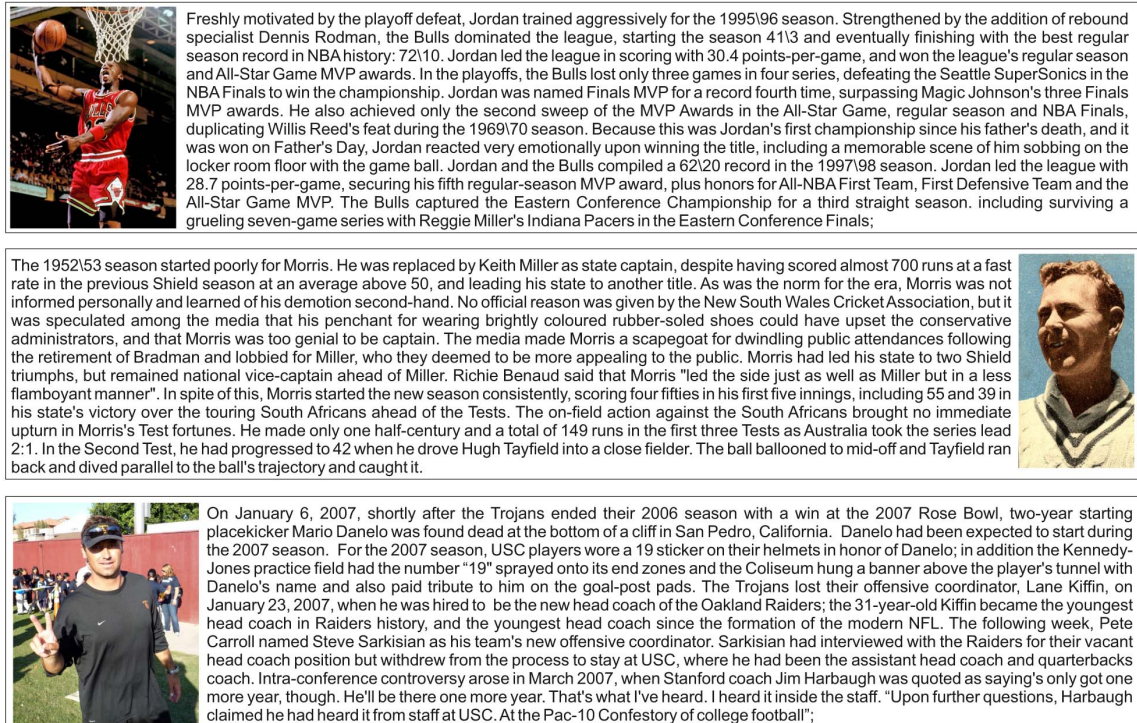 Freshly motivated by the playoff defeat, Jordan trained aggressively for the 1995\96 season. Strengthened by the addition of rebound
specialist Dennis Rodman, the Bulls dominated the league, starting the season 41\3 and eventually finishing with the best regular
season record in NBA history: 72\10. Jordan led the league in scoring with 30.4 points-per-game, and won the league's regular season
and All-Star Game MVP awards. In the playoffs, the Bulls lost only three games in four series, defeating the Seattle SuperSonics in the
NBA Finals to win the championship. Jordan was named Finals MVP for a record fourth time, surpassing Magic Johnson's three Finals
MVP awards. He also achieved only the second sweep of the MVP Awards in the All-Star Game, regular season and NBA Finals,
duplicating Willis Reed's feat during the 1969\70 season. Because this was Jordan's first championship since his father's death, and it
was won on Father's Day, Jordan reacted very emotionally upon winning the title, including a memorable scene of him sobbing on the
locker room floor with the game ball. Jordan and the Bulls compiled a 62\20 record in the 1997\98 season. Jordan led the league with
28.7 points-per-game, securing his fifth regular-season MVP award, plus honors for All-NBA First Team, First Defensive Team and the
All-Star Game MVP. The Bulls captured the Eastern Conference Championship for a third straight season. including surviving a
grueling seven-game series with Reggie Miller's Indiana Pacers in the Eastern Conference Finals;
The 1952\53 season started poorly for Morris. He was replaced by Keith Miller as state captain, despite having scored almost 700 runs at a fast
rate in the previous Shield season at an average above 50, and leading his state to another title. As was the norm for the era, Morris was not
informed personally and learned of his demotion second-hand. No official reason was given by the New South Wales Cricket Association, but it
was speculated among the media that his penchant for wearing brightly coloured rubber-soled shoes could have upset the conservative
administrators, and that Morris was too genial to be captain. The media made Morris a scapegoat for dwindling public attendances following
the retirement of Bradman and lobbied for Miller, who they deemed to be more appealing to the public. Morris had led his state to two Shield
triumphs, but remained national vice-captain ahead of Miller. Richie Benaud said that Morris "led the side just as well as Miller but in a less
flamboyant manner". In spite of this, Morris started the new season consistently, scoring four fifties in his first five innings, including 55 and 39 in
his state's victory over the touring South Africans ahead of the Tests. The on-field action against the South Africans brought no immediate
upturn in Morris's Test fortunes. He made only one half-century and a total of 149 runs in the first three Tests as Australia took the series lead
2:1. In the Second Test, he had progressed to 42 when he drove Hugh Tayfield into a close fielder. The ball ballooned to mid-off and Tayfield ran
back and dived parallel to the ball's trajectory and caught it.
On January 6, 2007, shortly after the Trojans ended their 2006 season with a win at the 2007 Rose Bowl, two-year starting
placekicker Mario Danelo was found dead at the bottom of a cliff in San Pedro, California. Danelo had been expected to start during
the 2007 season. For the 2007 season, USC players wore a 19 sticker on their helmets in honor of Danelo; in addition the Kennedy-
Jones practice field had the number “19" sprayed onto its end zones and the Coliseum hung a banner above the player's tunnel with
Danelo's name and also paid tribute to him on the goal-post pads. The Trojans lost their offensive coordinator, Lane Kiffin, on
January 23, 2007, when he was hired to be the new head coach of the Oakland Raiders; the 31-year-old Kiffin became the youngest
head coach in Raiders history, and the youngest head coach since the formation of the modern NFL. The following week, Pete
Carroll named Steve Sarkisian as his team's new offensive coordinator. Sarkisian had interviewed with the Raiders for their vacant
head coach position but withdrew from the process to stay at USC, where he had been the assistant head coach and quarterbacks
coach. Intra-conference controversy arose in March 2007, when Stanford coach Jim Harbaugh was quoted as saying's only got one
more year, though. He'll be there one more year. That's what I've heard. I heard it inside the staff. “Upon further questions, Harbaugh
claimed he had heard it from staff at USC. At the Pac-10 Confestory of college football”;